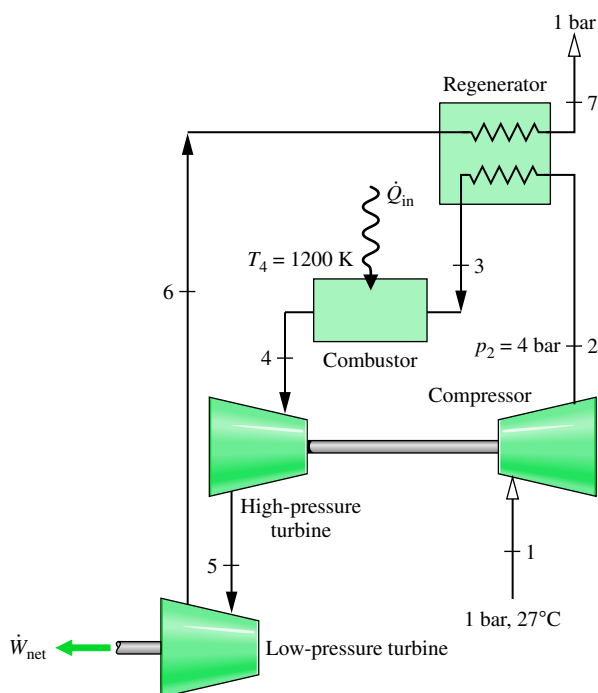 1 bar
Regenerator
7
Q̇in
T4 = 1200 K
3
6
p2 = 4 bar
2
4
Combustor
Compressor
High-pressure
turbine
5
1
1 bar, 27°C
Ẇnet
Low-pressure turbine